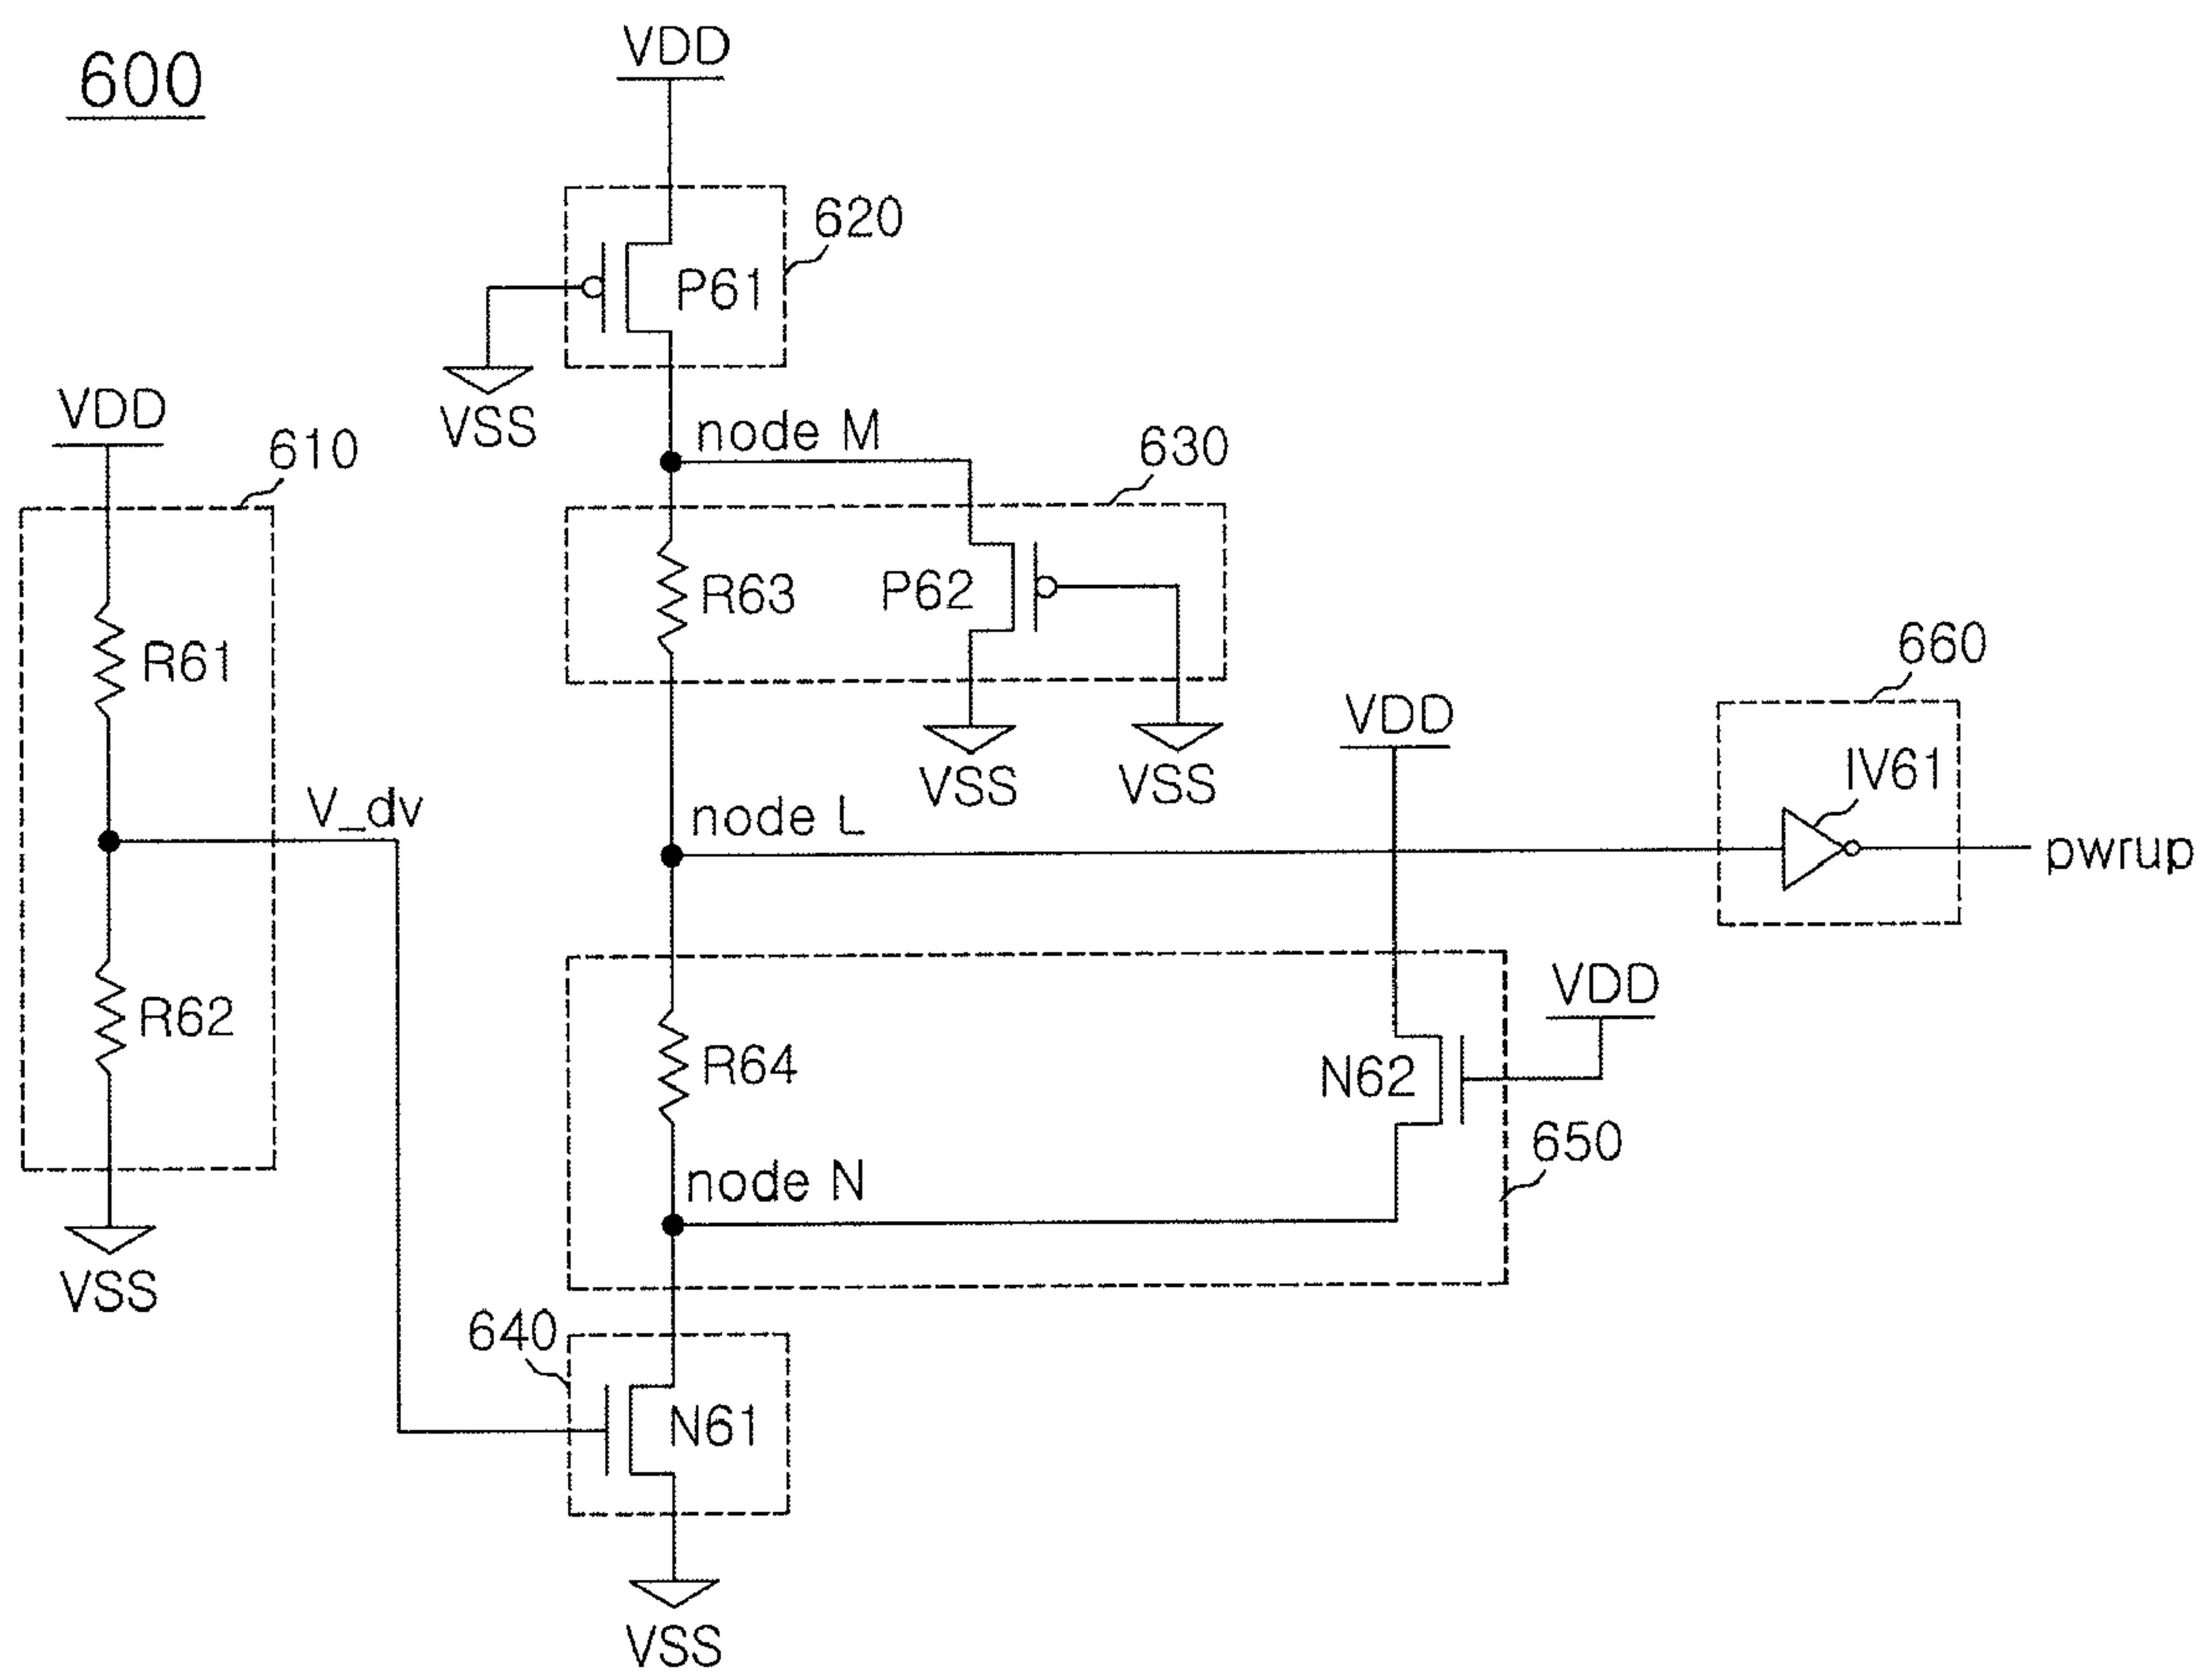 600
VDD
620
P61
VSS
VDD
610
node M
630
R63
P62
R61
660
VDD
IV61
VSS
VSS
V_dv
node L
pwrup
VDD
R62
R64
N62
650
node N
VSS
640
N61
VSS